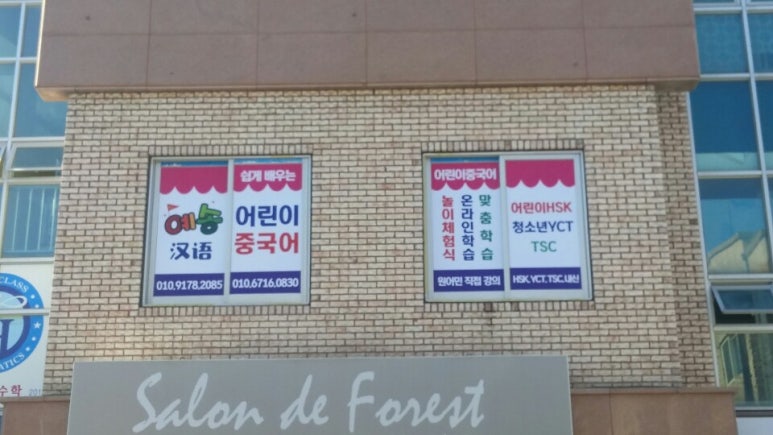 쉽게 배우는
예송
汉语
어린이
중국어
010.9178.2085
010.6716.0830
어린이중국어
놀이체험식
온라인학습
맞춤학습
원어민 직접 강의
어린이HSK
청소년YCT
TSC
HSK,YCT,TSC,내신
Salon de Forest
CLASS
수학